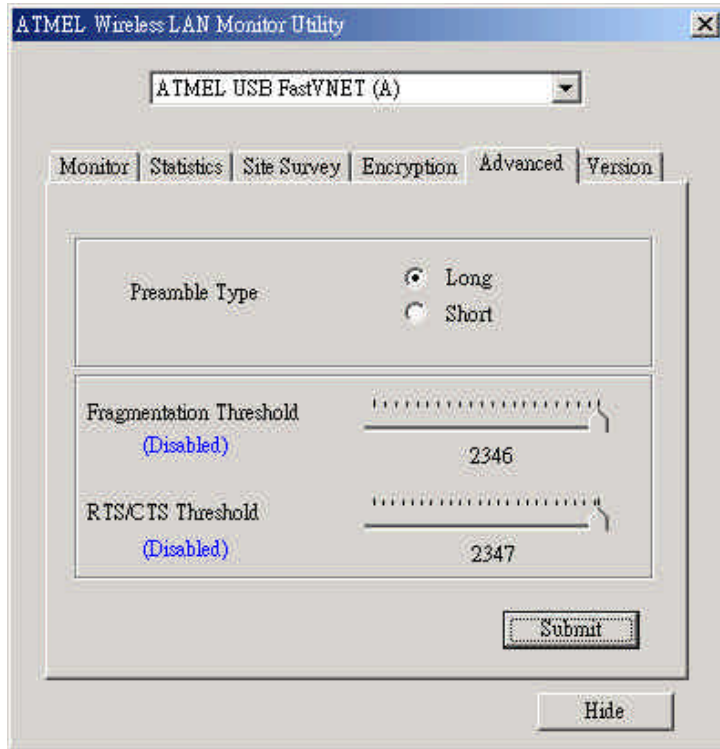 ATMEL Wireless LAN Monitor Utility
ATMEL USB FastVNET (A)
Monitor Statistics Site Survey Encryption Advanced Version
Preamble Type
Long
Short
Fragmentation Threshold
(Disabled)
2346
RTS/CTS Threshold
(Disabled)
2347
Submit
Hide